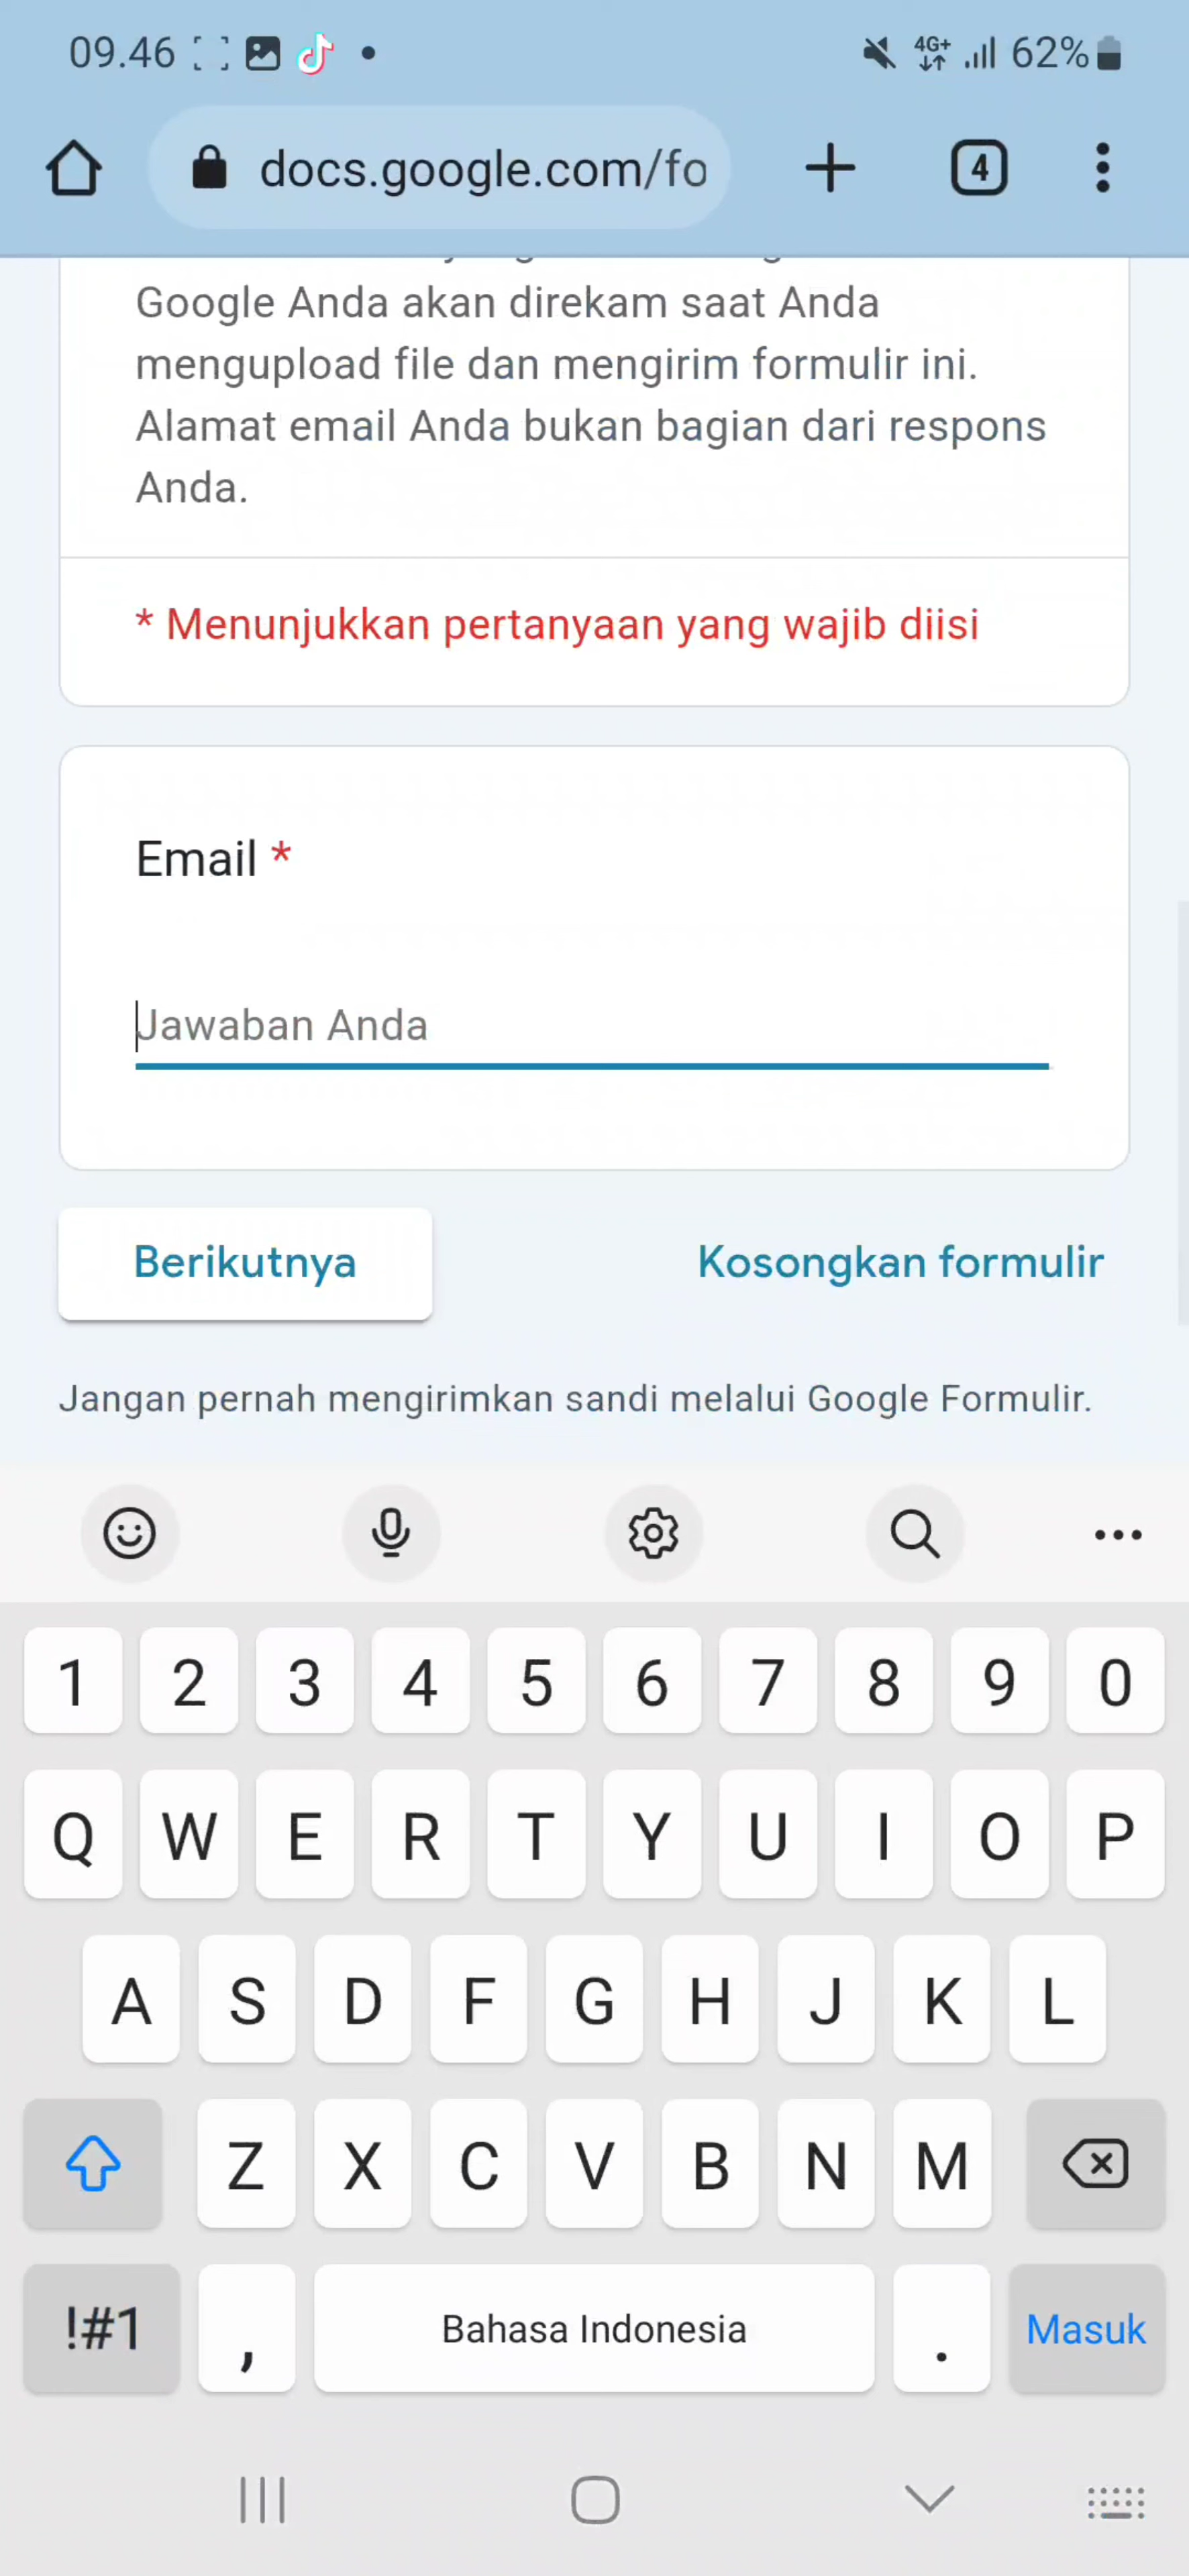 09.46 4G+ 62%
docs.google.com/fo 4
Google Anda akan direkam saat Anda
mengupload file dan mengirim formulir ini.
Alamat email Anda bukan bagian dari respons
Anda.
* Menunjukkan pertanyaan yang wajib diisi
Email *
Jawaban Anda
Berikutnya Kosongkan formulir
Jangan pernah mengirimkan sandi melalui Google Formulir.
1 2 3 4 5 6 7 8 9 0
Q W E R T Y U I O P
A S D F G H J K L
Z X C V B N M
!#1 , Bahasa Indonesia . Masuk